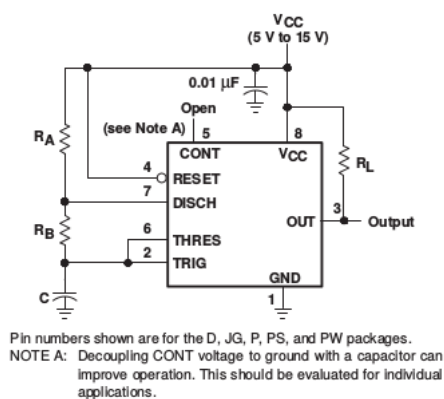 VCC
(5 V to 15 V)
0.01 μF
Open
(see Note A)
5
8
RA
CONT
VCC
RL
4
RESET
7
DISCH
3
OUT
Output
RB
6
THRES
2
TRIG
GND
C
1
Pin numbers shown are for the D, JG, P, PS, and PW packages.
NOTE A: Decoupling CONT voltage to ground with a capacitor can
improve operation. This should be evaluated for individual
applications.